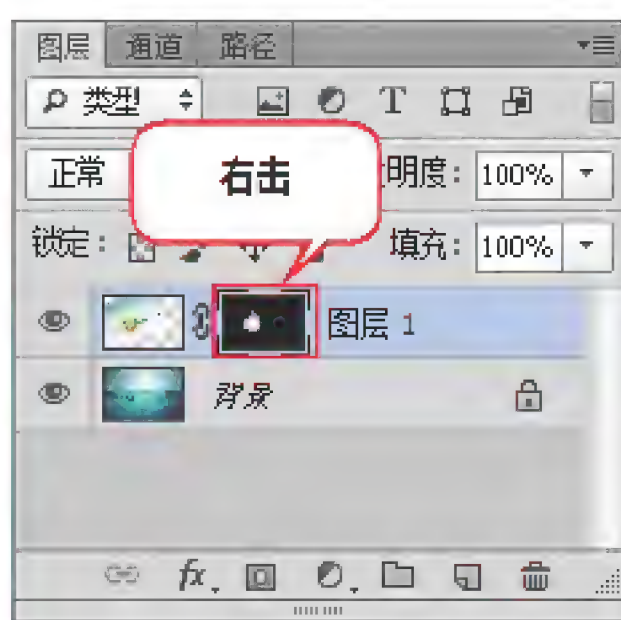 图层 通道 路径
类型 T
正常 右击 明度： 100%
锁定： 填充： 100%
图层 1
背景
fx